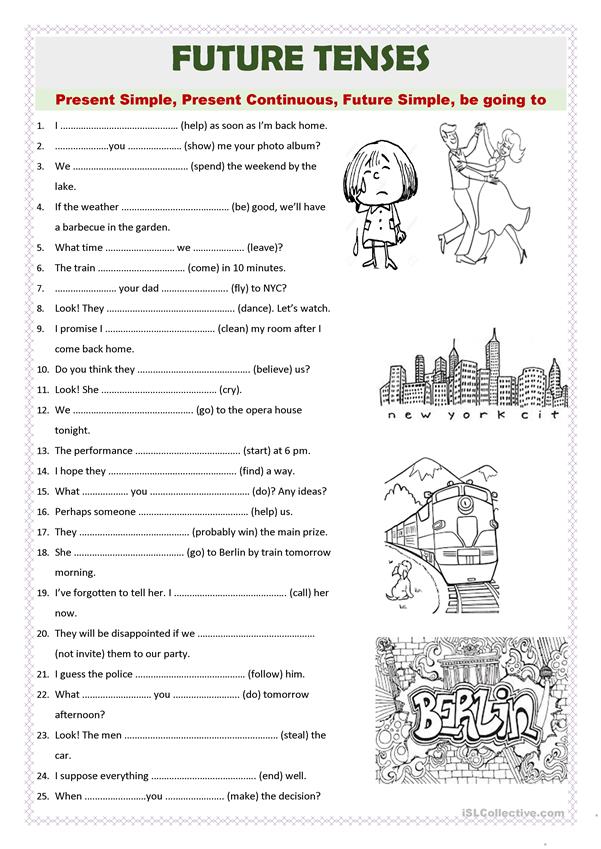 FUTURE TENSES
Present Simple, Present Continuous, Future Simple, be going to
1. I ………………………………………… (help) as soon as I'm back home.
2. ………………….you …………………. (show) me your photo album?
3. We ……………………………………… (spend) the weekend by the
lake.
4. If the weather …………………………………… (be) good, we'll have
a barbecue in the garden.
5. What time ……………………… we ………………… (leave)?
6. The train …………………………… (come) in 10 minutes.
7. …………………… your dad …………………….. (fly) to NYC?
8. Look! They …………………………………………… (dance). Let's watch.
9. I promise I …………………………………… (clean) my room after I
come back home.
10. Do you think they ……………………………………… (believe) us?
11. Look! She ……………………………………… (cry).
12. We ………………………………………… (go) to the opera house
tonight.
13. The performance …………………………………… (start) at 6 pm.
14. I hope they …………………………………………… (find) a way.
15. What ……………… you ………………………………… (do)? Any ideas?
16. Perhaps someone …………………………………… (help) us.
17. They …………………………………… (probably win) the main prize.
18. She …………………………………… (go) to Berlin by train tomorrow
morning.
19. I've forgotten to tell her. I ……………………………………. (call) her
now.
20. They will be disappointed if we ………………………………………
(not invite) them to our party.
21. I guess the police …………………………………… (follow) him.
22. What ……………………… you …………………… (do) tomorrow
afternoon?
23. Look! The men …………………………………………………… (steal) the
car.
24. I suppose everything ………………………………….. (end) well.
25. When ……………………you ………………….. (make) the decision?
new york cit
BERLin
iSLCollective.com